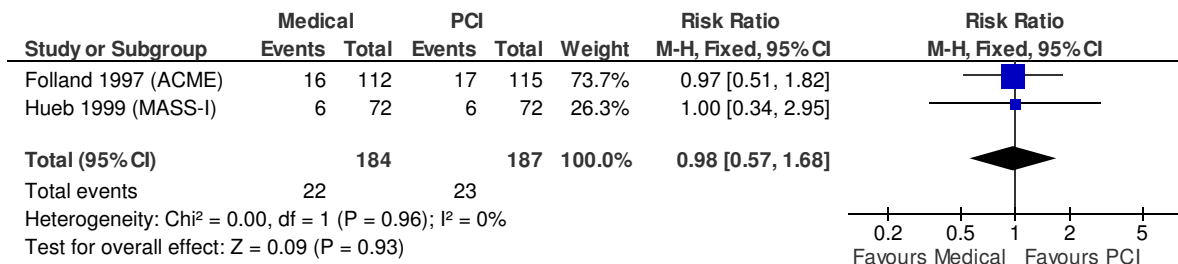 Medical PCI Risk Ratio Risk Ratio
Study or Subgroup Events Total Events Total Weight M-H, Fixed, 95% CI M-H, Fixed, 95% CI
Folland 1997 (ACME) 16 112 17 115 73.7% 0.97 [0.51, 1.82]
Hueb 1999 (MASS-I) 6 72 6 72 26.3% 1.00 [0.34, 2.95]
Total (95% CI) 184 187 100.0% 0.98 [0.57, 1.68]
Total events 22 23
Heterogeneity: Chi² = 0.00, df = 1 (P = 0.96); I² = 0%
Test for overall effect: Z = 0.09 (P = 0.93)
0.2 0.5 1 2 5
Favours Medical Favours PCI